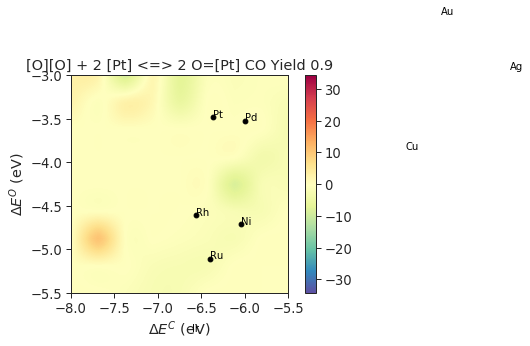 Au
Ag
[O][O] + 2 [Pt] <=> 2 O=[Pt] CO Yield 0.9
Cu
Pt
Pd
Rh
Ni
Ru
Ir
−3.0
−3.5
−4.0
−4.5
−5.0
−5.5
ΔE^O (eV)
−8.0 −7.5 −7.0 −6.5 −6.0 −5.5
ΔE^C (eV)
30
20
10
0
−10
−20
−30